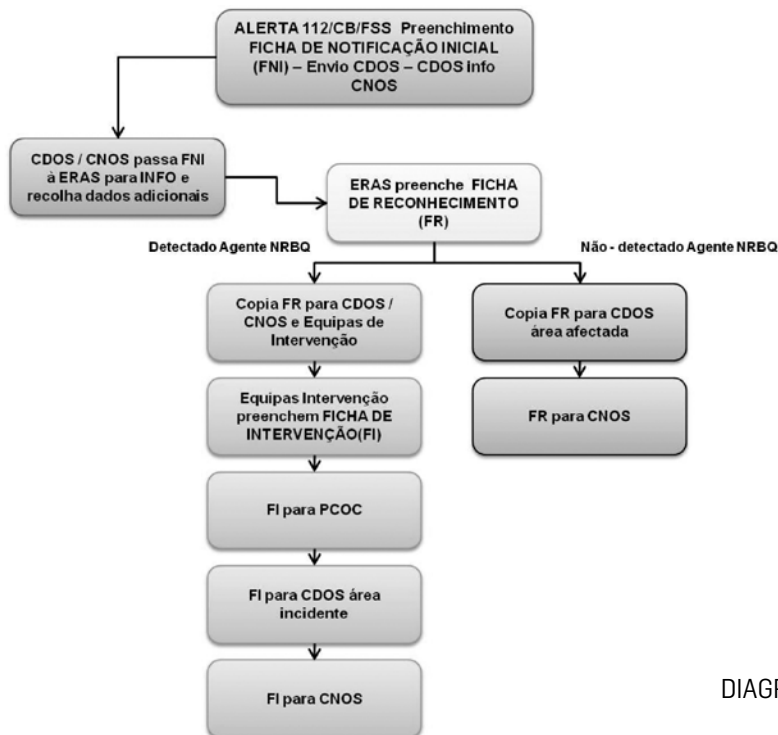 ALERTA 112/CB/FSS Preenchimento
FICHA DE NOTIFICAÇÃO INICIAL
(FNI) – Envio CDOS – CDOS info
CNOS
CDOS / CNOS passa FNI
à ERAS para INFO e
recolha dados adicionais
ERAS preenche FICHA
DE RECONHECIMENTO
(FR)
Detectado Agente NRBQ
Não - detectado Agente NRBQ
Copia FR para CDOS /
CNOS e Equipas de
Intervenção
Copia FR para CDOS
área afectada
Equipas Intervenção
preenchem FICHA DE
INTERVENÇÃO(FI)
FR para CNOS
FI para PCOC
FI para CDOS área
incidente
FI para CNOS
DIAGR